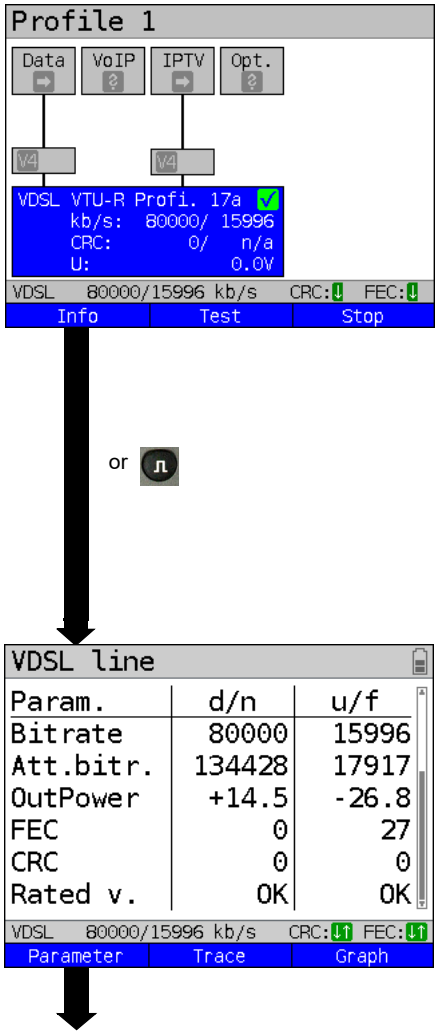 Profile 1
Data VoIP IPTV Opt.
? ?
V4 V4
VDSL VTU-R Profi. 17a
kb/s: 80000/ 15996
CRC: 0/ n/a
U: 0.0V
VDSL 80000/15996 kb/s CRC: FEC:
Info Test Stop
or
VDSL line
Param. d/n u/f
Bitrate 80000 15996
Att.bitr. 134428 17917
OutPower +14.5 -26.8
FEC 0 27
CRC 0 0
Rated v. OK OK
VDSL 80000/15996 kb/s CRC: FEC:
Parameter Trace Graph